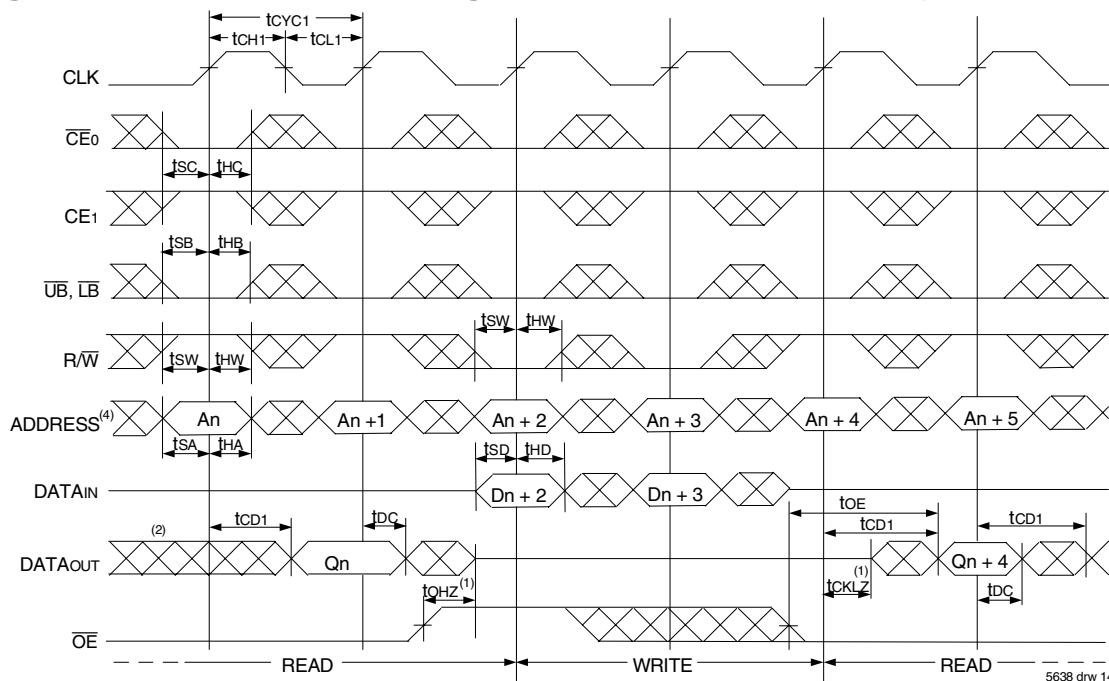 tCYC1
tCH1 tCL1
CLK
CE0
tSC tHC
CE1
tSB tHB
UB, LB
tSW tHW
R/W
tSW tHW
ADDRESS(4) An An +1 An + 2 An + 3 An + 4 An + 5
tSA tHA
tSD tHD
DATAIN Dn + 2 Dn + 3
tOE
(2) tCD1 tDC tCD1 tCD1
DATAOUT Qn Qn + 4
tOHZ(1) tCKLZ(1) tDC
OE
READ WRITE READ
5638 drw 14